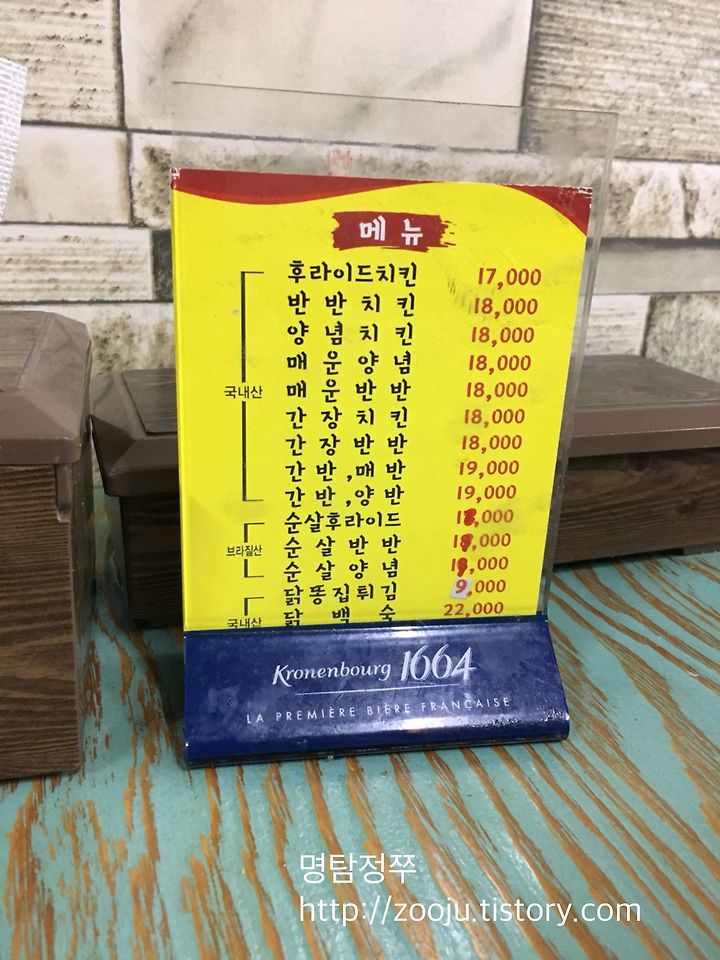 메뉴
후라이드치킨 17,000
반반치킨 18,000
양념치킨 18,000
매운양념 18,000
국내산 매운반반 18,000
간장치킨 18,000
간장반반 18,000
간반,매반 19,000
간반,양반 19,000
순살후라이드
브라질산 순살반반
순살양념
닭똥집튀김 9,000
국내산 닭백숙 22,000
Kronenbourg 1664
LA PREMIÈRE BIÈRE FRANÇAISE
명탐정쭈
http://zooju.tistory.com